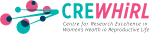 CREWHiRL
Centre for Research Excellence in
Women's Health in Reproductive Life